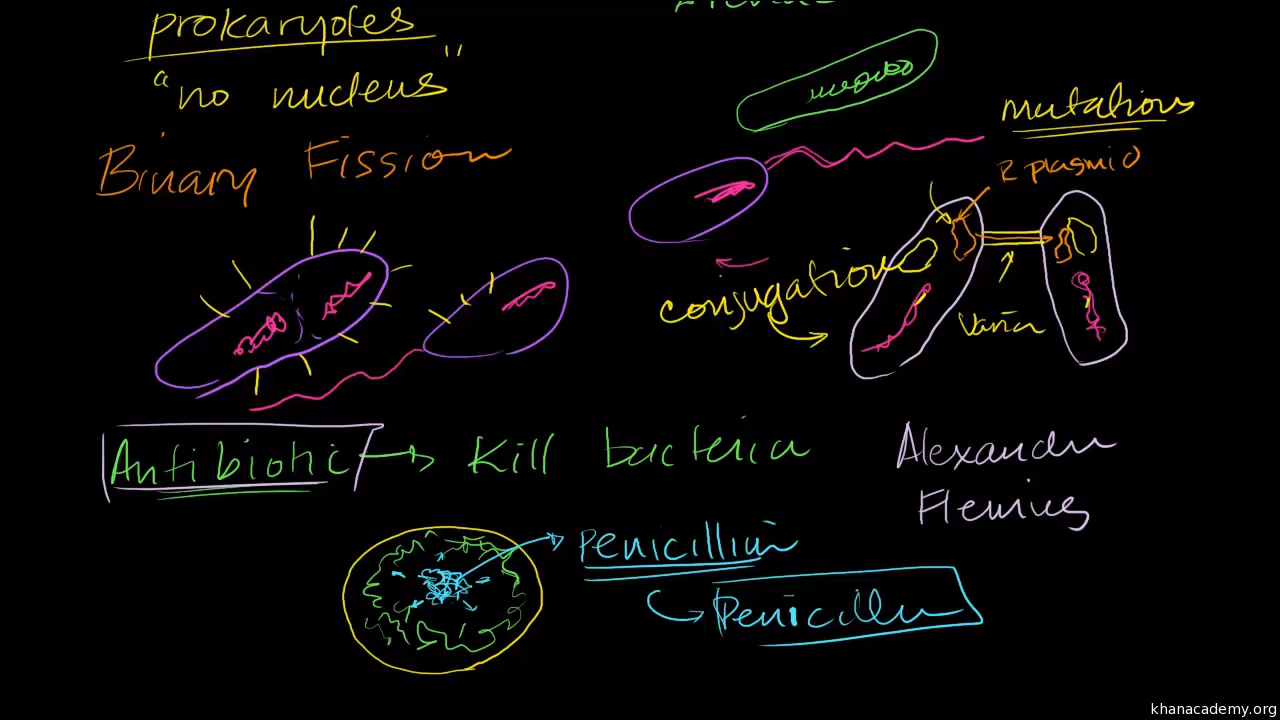 prokaryotes
"no nucleus"
Binary Fission
mutations
R plasmid
conjugation
Antibiotic → Kill bacteria
Alexander
Fleming
Penicillium
Penicillin
khanacademy.org